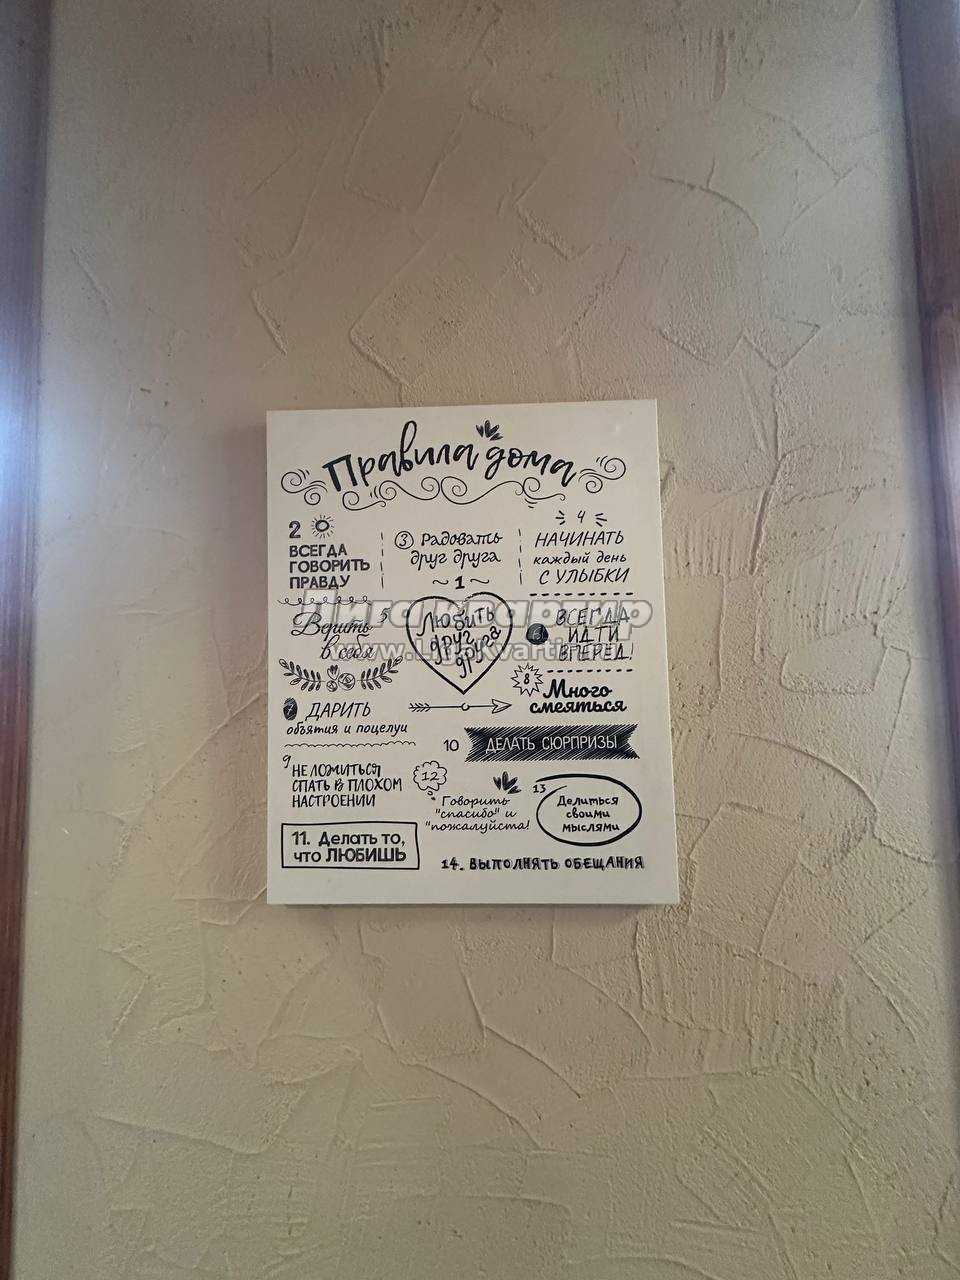 Правила дома
2
ВСЕГДА
ГОВОРИТЬ
ПРАВДУ
3 Радовать
друг друга
4
НАЧИНАТЬ
каждый день
С УЛЫБКИ
1
Любить
друг
друга
5
Верить
в себя
ВСЕГДА
ИДТИ
ВПЕРЕД!
Лига квартир
7 ДАРИТЬ
объятия и поцелуи
8
Много
смеяться
9
НЕ ЛОЖИТЬСЯ
СПАТЬ В ПЛОХОМ
НАСТРОЕНИИ
10 ДЕЛАТЬ СЮРПРИЗЫ
12
Говорить
"спасибо" и
"пожалуйста!
13
Делиться
своими
мыслями
11. Делать то,
что ЛЮБИШЬ
14. ВЫПОЛНЯТЬ ОБЕЩАНИЯ